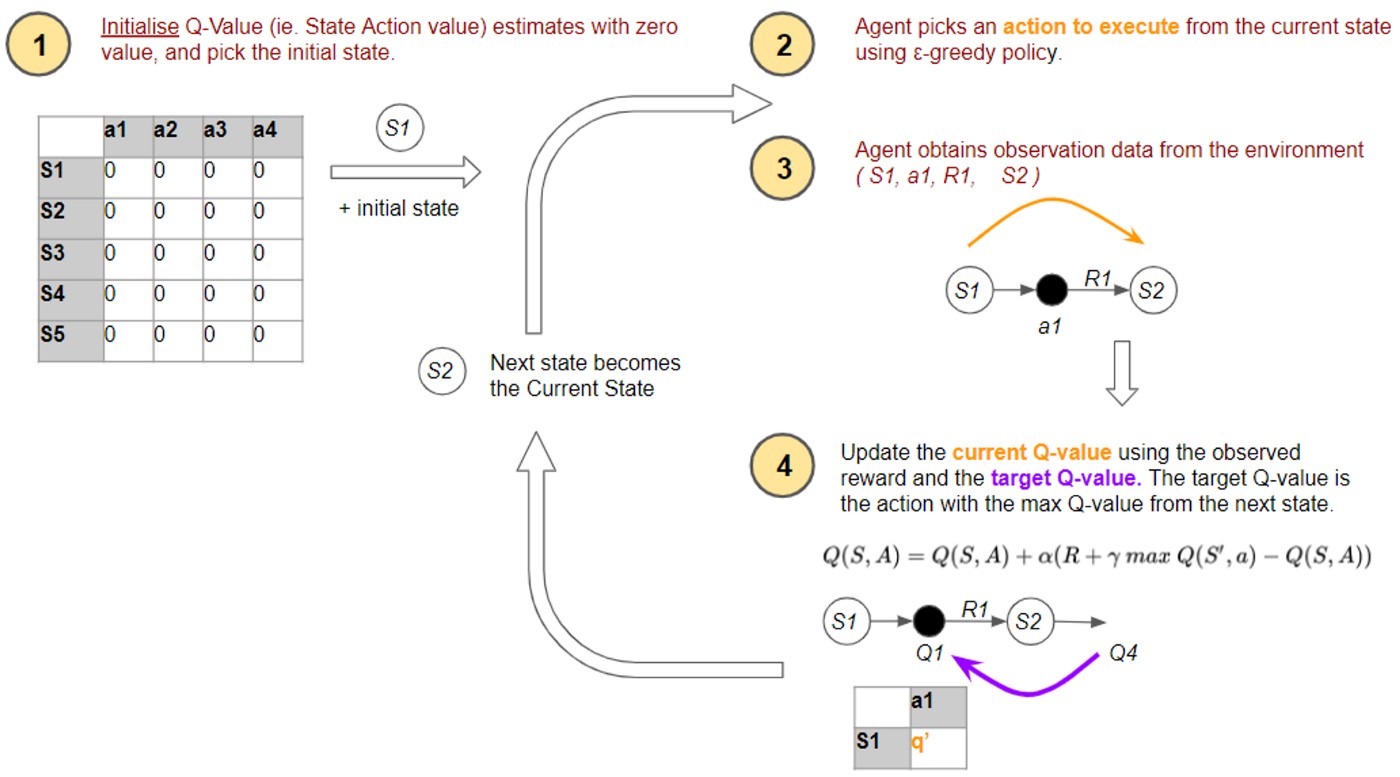 1
Initialise Q-Value (ie. State Action value) estimates with zero
value, and pick the initial state.
a1 a2 a3 a4
S1 0 0 0 0
S2 0 0 0 0
S3 0 0 0 0
S4 0 0 0 0
S5 0 0 0 0
S1
+ initial state
2
Agent picks an action to execute from the current state
using ε-greedy policy.
3
Agent obtains observation data from the environment
( S1, a1, R1, S2 )
S1 R1 S2
a1
4
Update the current Q-value using the observed
reward and the target Q-value. The target Q-value is
the action with the max Q-value from the next state.
Q(S, A) = Q(S, A) + α(R + γ max Q(S′, a) − Q(S, A))
S1 R1 S2
Q1 Q4
a1
S1 q’
S2
Next state becomes
the Current State